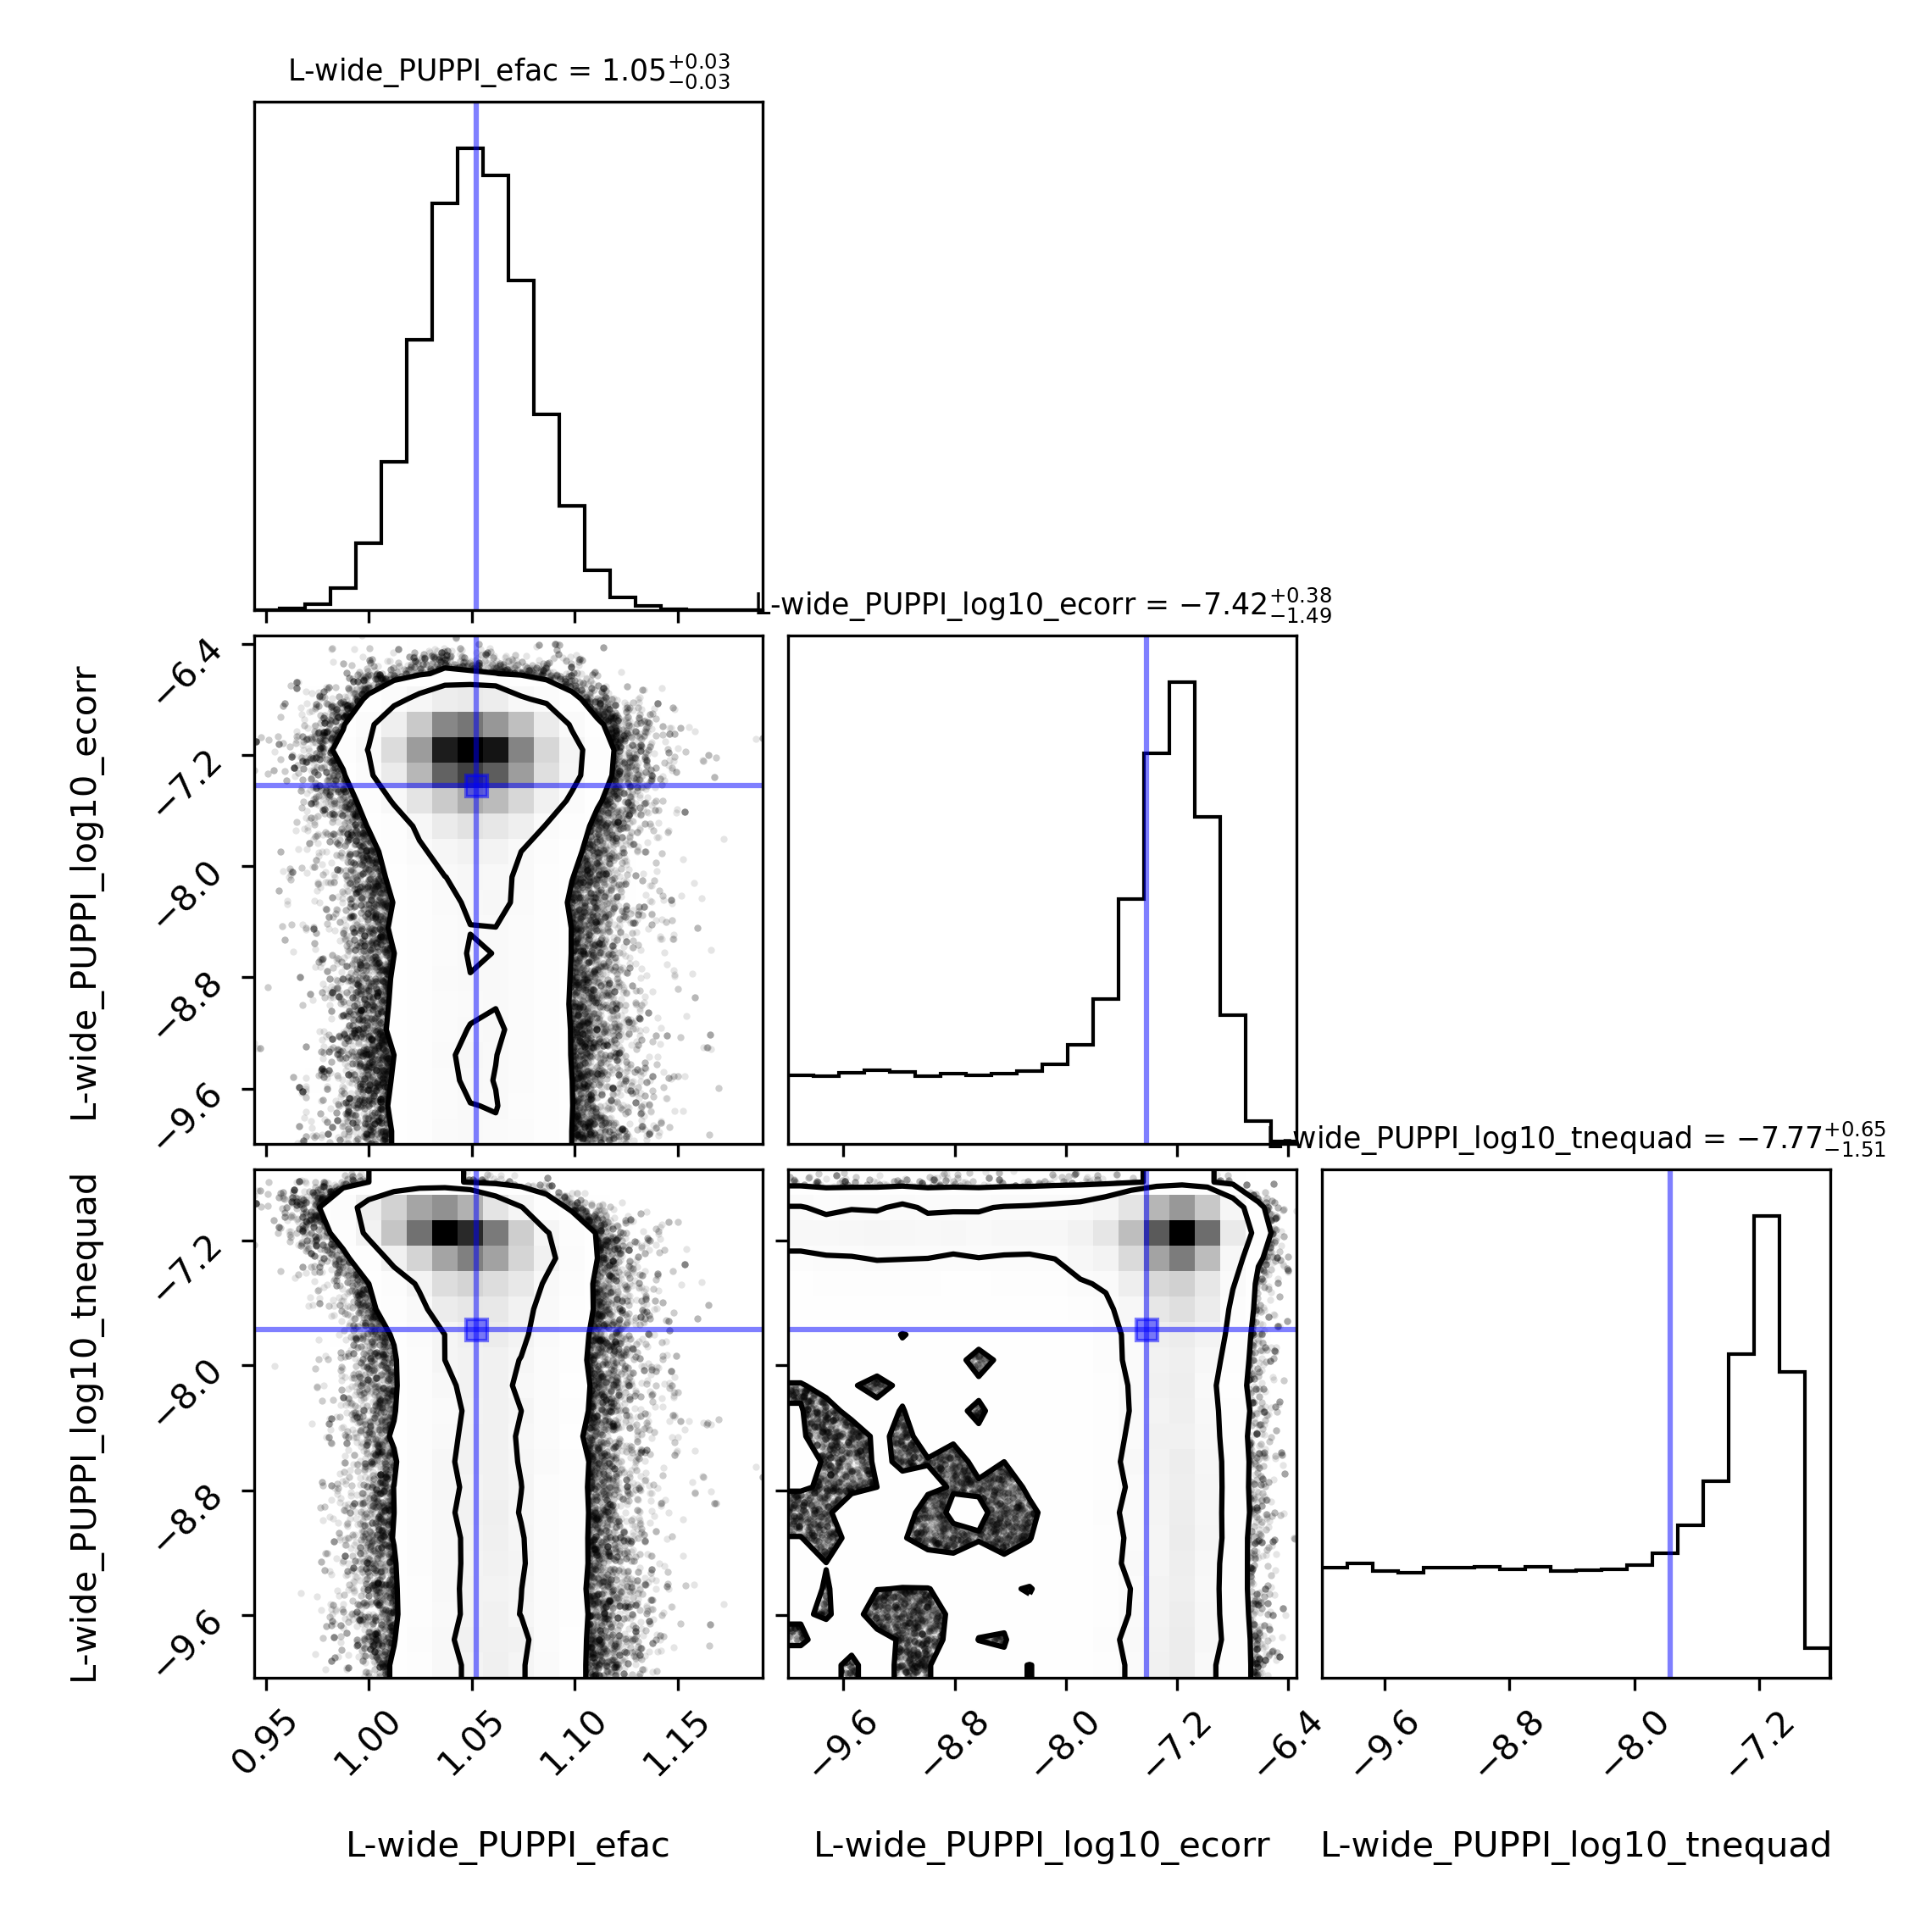 L-wide_PUPPI_efac = 1.05+0.03 −0.03
L-wide_PUPPI_log10_ecorr = −7.42+0.38 −1.49
L-wide_PUPPI_log10_ecorr
−6.4
−7.2
−8.0
−8.8
−9.6
-wide_PUPPI_log10_tnequad = −7.77+0.65 −1.51
L-wide_PUPPI_log10_tnequad
−7.2
−8.0
−8.8
−9.6
0.95 1.00 1.05 1.10 1.15
−9.6 −8.8 −8.0 −7.2 −6.4
−9.6 −8.8 −8.0 −7.2
L-wide_PUPPI_efac
L-wide_PUPPI_log10_ecorr
L-wide_PUPPI_log10_tnequad